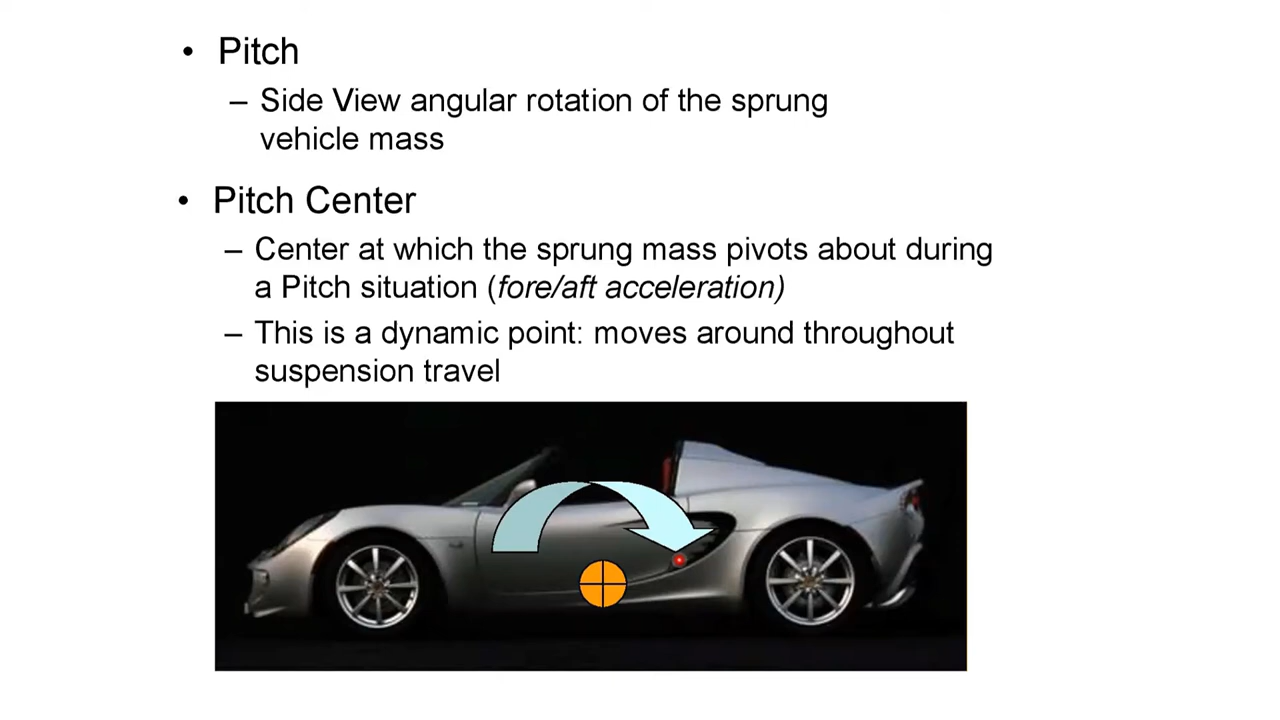 • Pitch
– Side View angular rotation of the sprung
vehicle mass
• Pitch Center
– Center at which the sprung mass pivots about during
a Pitch situation (fore/aft acceleration)
– This is a dynamic point: moves around throughout
suspension travel